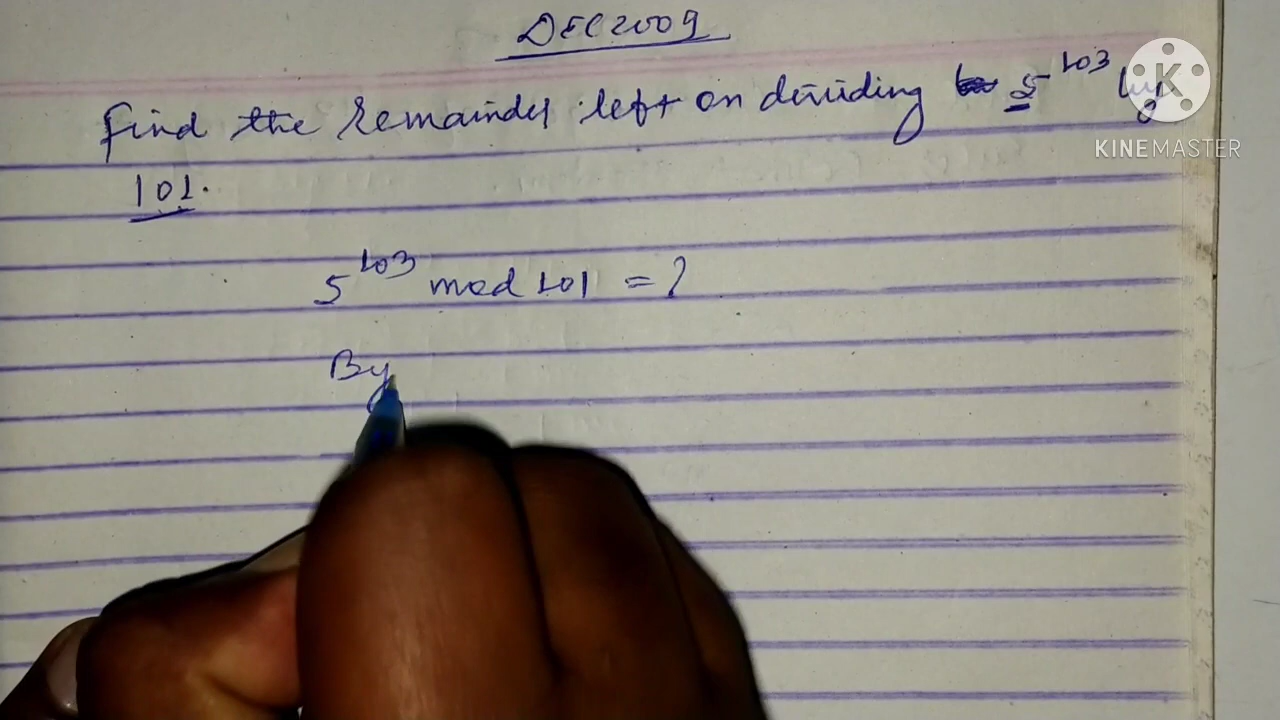 DEC 2009
Find the remainder left on dividing 5^103 by
101.
5^103 mod 101 = ?
By
K
KINEMASTER